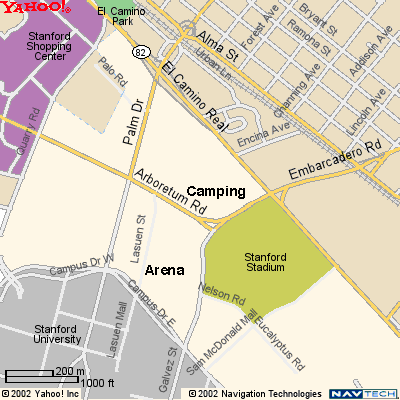 YAHOO!
El Camino
Park
Stanford
Shopping
Center
82
Alma St
Urban Ln
Bryant St
Ramona St
Forest Ave
Addison Ave
Channing Ave
Lincoln Ave
Palo Rd
Palm Dr
El Camino Real
Encina Ave
Quarry Rd
Embarcadero Rd
Arboretum Rd
Camping
Lasuen St
Stanford
Stadium
Campus Dr W
Arena
Nelson Rd
Campus Dr E
Lasuen Mall
Sam McDonald Mall
Eucalyptus Rd
Stanford
University
Galvez St
200 m
1000 ft
©2002 Yahoo! Inc
©2002 Navigation Technologies
NAVTECH